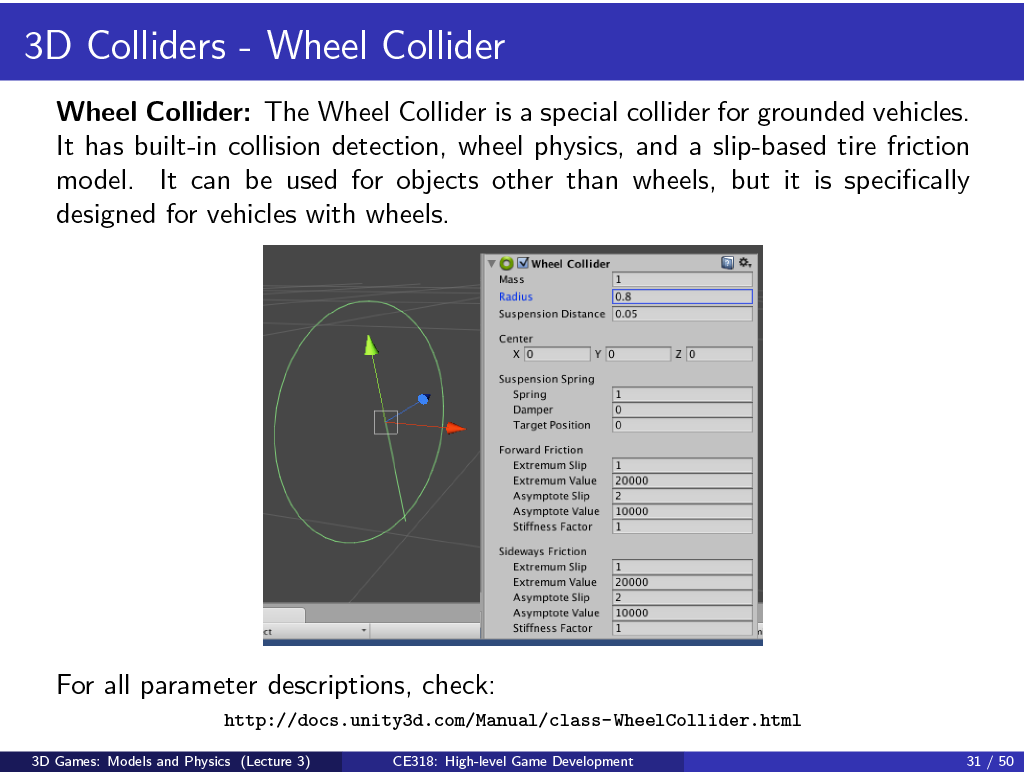 3D Colliders - Wheel Collider
Wheel Collider: The Wheel Collider is a special collider for grounded vehicles.
It has built-in collision detection, wheel physics, and a slip-based tire friction
model. It can be used for objects other than wheels, but it is specifically
designed for vehicles with wheels.
Wheel Collider
Mass 1
Radius 0.8
Suspension Distance 0.05
Center
X 0 Y 0 Z 0
Suspension Spring
Spring 1
Damper 0
Target Position 0
Forward Friction
Extremum Slip 1
Extremum Value 20000
Asymptote Slip 2
Asymptote Value 10000
Stiffness Factor 1
Sideways Friction
Extremum Slip 1
Extremum Value 20000
Asymptote Slip 2
Asymptote Value 10000
Stiffness Factor 1
ct
For all parameter descriptions, check:
http://docs.unity3d.com/Manual/class-WheelCollider.html
3D Games: Models and Physics (Lecture 3) CE318: High-level Game Development 31 / 50